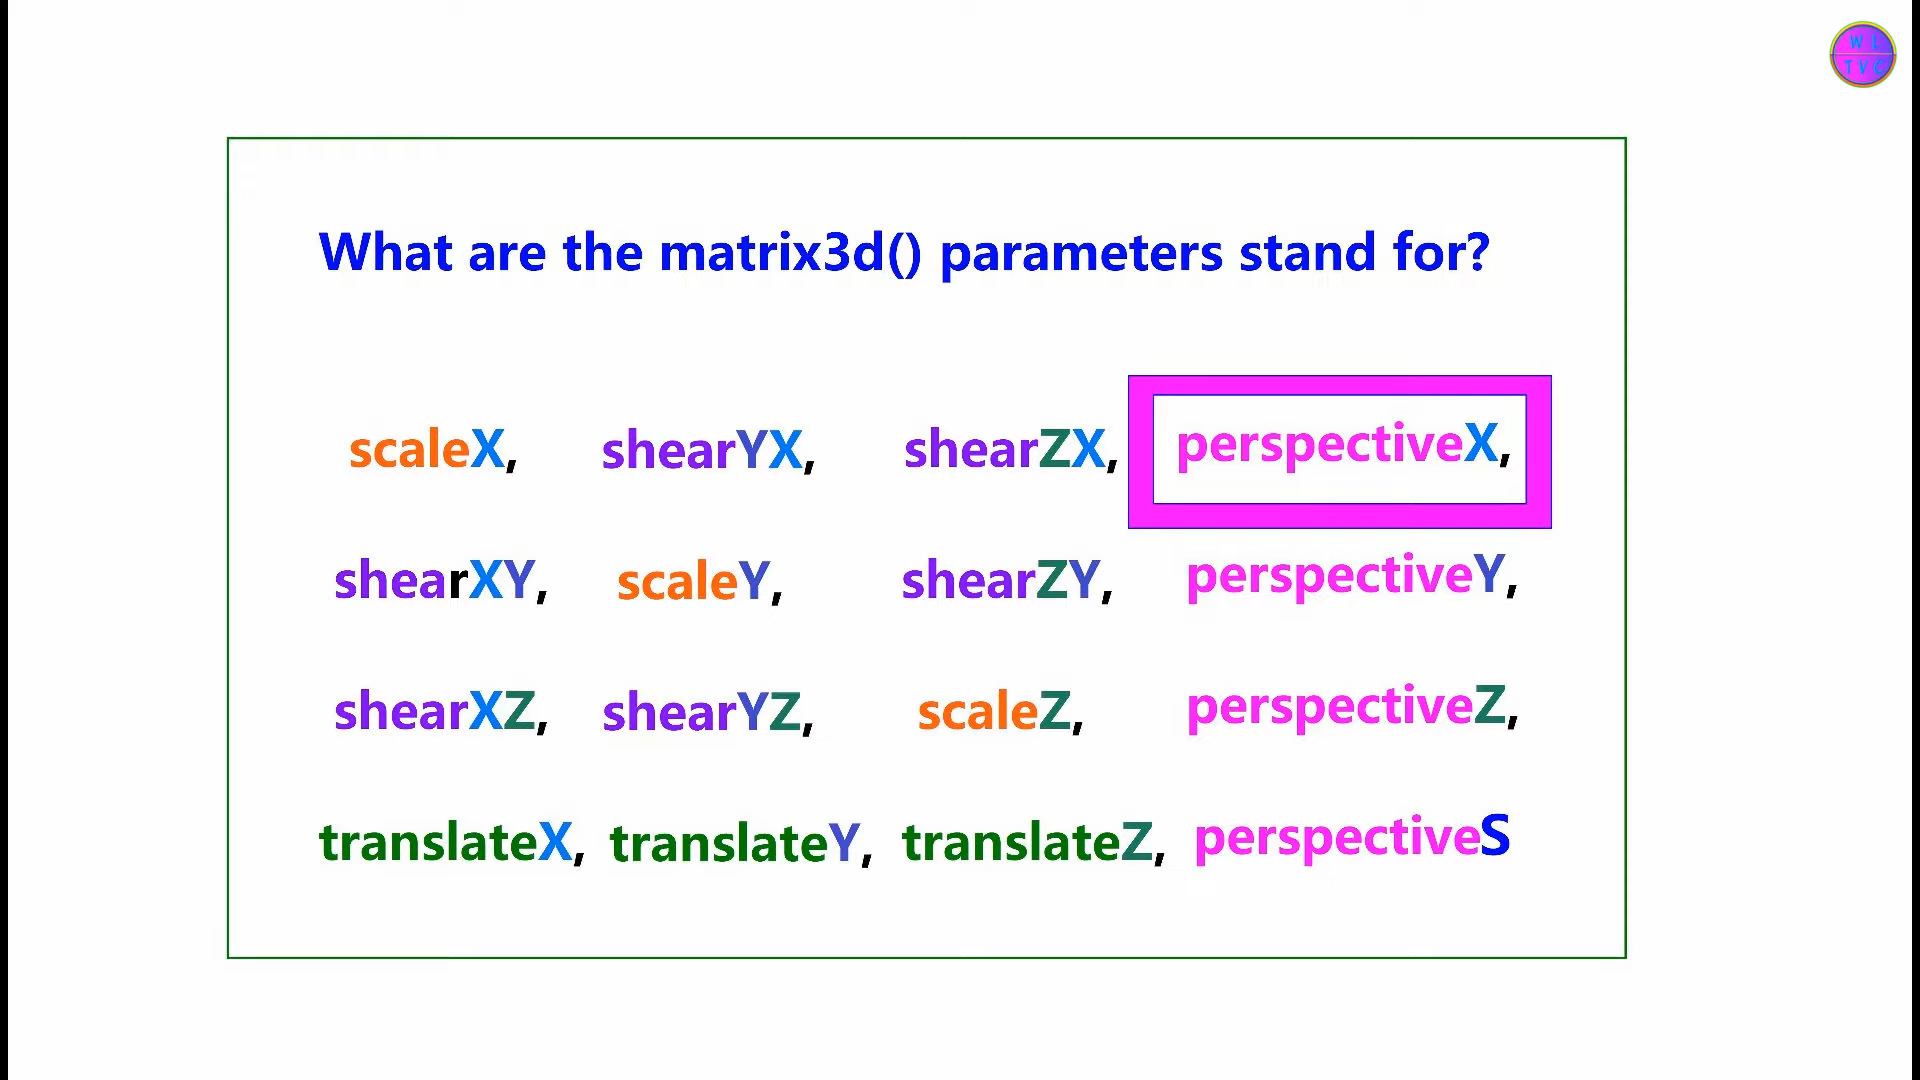 W L
TVC
What are the matrix3d() parameters stand for?
scaleX, shearYX, shearZX, perspectiveX,
shearXY, scaleY, shearZY, perspectiveY,
shearXZ, shearYZ, scaleZ, perspectiveZ,
translateX, translateY, translateZ, perspectiveS